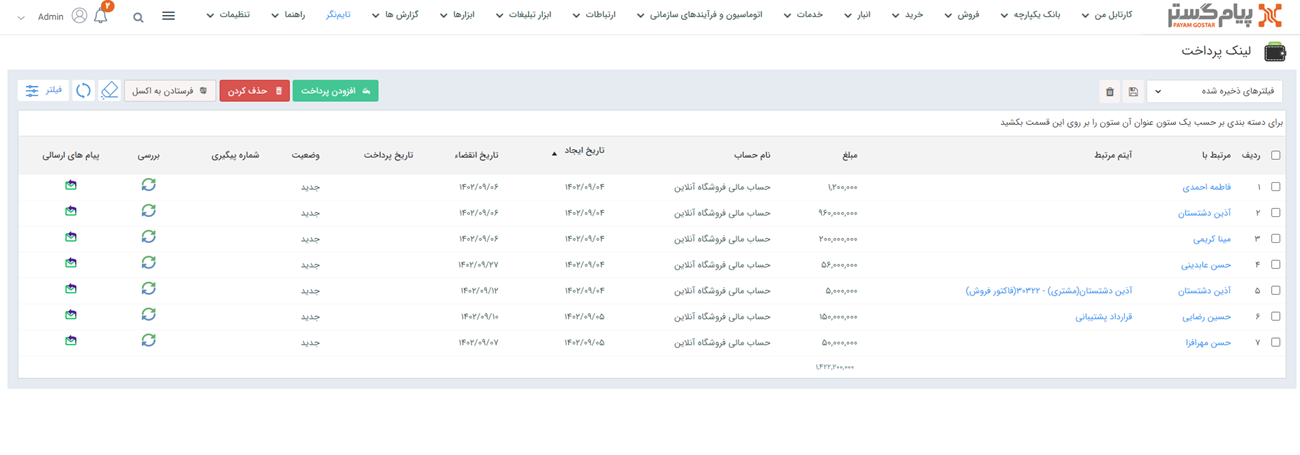 پیام گستر
PAYAM GOSTAR
کارتابل من بانک یکپارچه فروش خرید انبار خدمات اتوماسیون و فرآیندهای سازمانی ارتباطات ابزار تبلیغات ابزارها گزارش ها تایم‌نگر راهنما تنظیمات ۲ Admin
لینک پرداخت
فیلترهای ذخیره شده افزودن پرداخت حذف کردن فرستادن به اکسل فیلتر
برای دسته بندی بر حسب یک ستون عنوان آن ستون را بر روی این قسمت بکشید
ردیف مرتبط با آیتم مرتبط مبلغ نام حساب تاریخ ایجاد تاریخ انقضاء تاریخ پرداخت وضعیت شماره پیگیری بررسی پیام های ارسالی
۱ فاطمه احمدی ۱,۲۰۰,۰۰۰ حساب مالی فروشگاه آنلاین ۱۴۰۲/۰۹/۰۴ ۱۴۰۲/۰۹/۰۶ جدید
۲ آذین دشتستان ۹۶۰,۰۰۰,۰۰۰ حساب مالی فروشگاه آنلاین ۱۴۰۲/۰۹/۰۴ ۱۴۰۲/۰۹/۰۶ جدید
۳ مینا کریمی ۲۰۰,۰۰۰,۰۰۰ حساب مالی فروشگاه آنلاین ۱۴۰۲/۰۹/۰۴ ۱۴۰۲/۰۹/۰۶ جدید
۴ حسن عابدینی ۵۶,۰۰۰,۰۰۰ حساب مالی فروشگاه آنلاین ۱۴۰۲/۰۹/۰۴ ۱۴۰۲/۰۹/۲۷ جدید
۵ آذین دشتستان آذین دشتستان(مشتری) - ۳۰۳۲۲(فاکتور فروش) ۵,۰۰۰,۰۰۰ حساب مالی فروشگاه آنلاین ۱۴۰۲/۰۹/۰۴ ۱۴۰۲/۰۹/۱۲ جدید
۶ حسین رضایی قرارداد پشتیبانی ۱۵۰,۰۰۰,۰۰۰ حساب مالی فروشگاه آنلاین ۱۴۰۲/۰۹/۰۵ ۱۴۰۲/۰۹/۱۰ جدید
۷ حسن مهرافزا ۵۰,۰۰۰,۰۰۰ حساب مالی فروشگاه آنلاین ۱۴۰۲/۰۹/۰۵ ۱۴۰۲/۰۹/۰۷ جدید
۱,۴۲۲,۲۰۰,۰۰۰